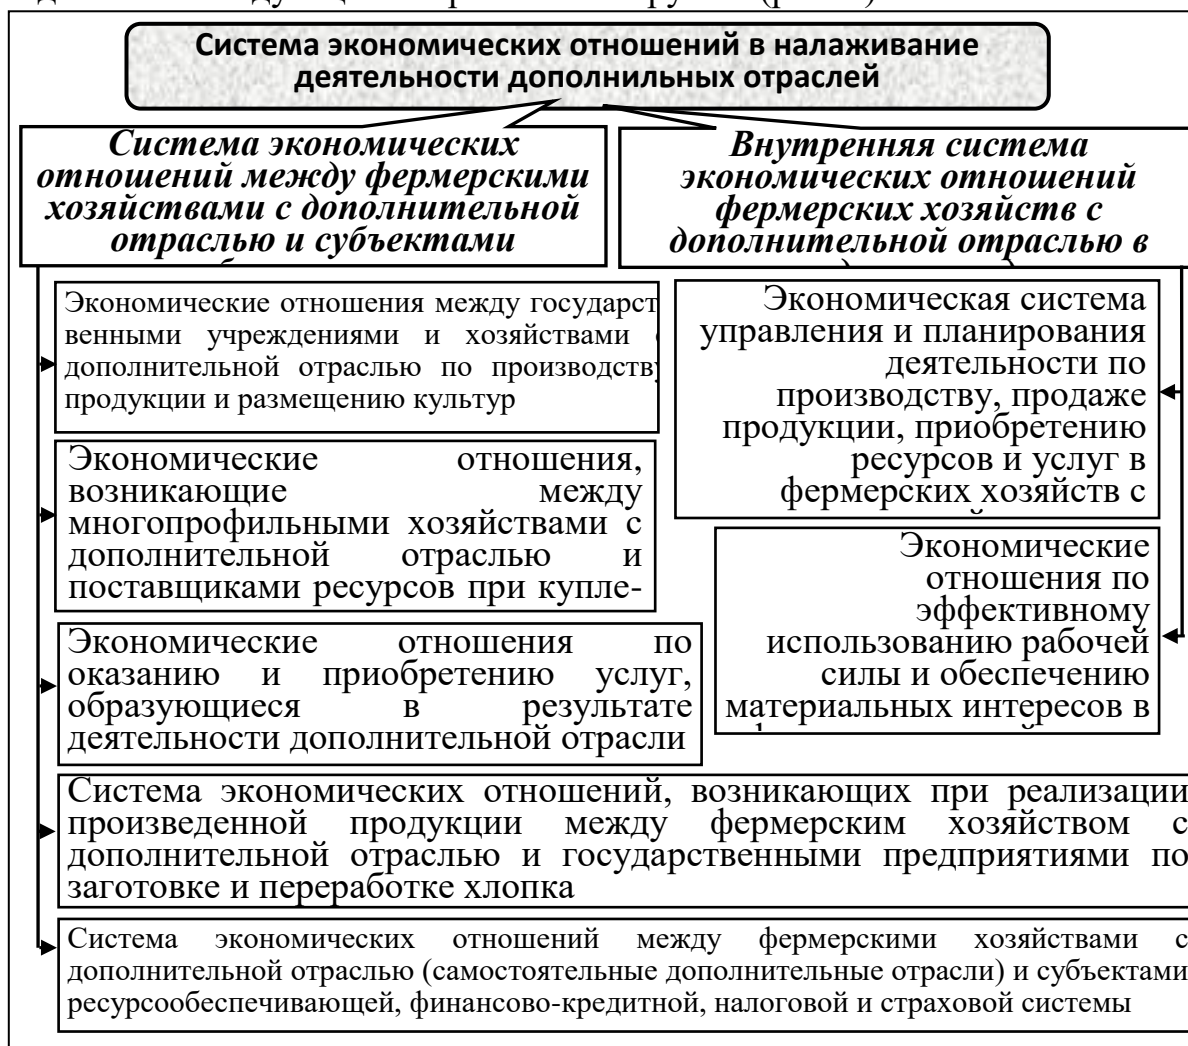 Система экономических отношений в налаживание
деятельности дополнильных отраслей
Система экономических
отношений между фермерскими
хозяйствами с дополнительной
отраслью и субъектами
Внутренняя система
экономических отношений
фермерских хозяйств с
дополнительной отраслью в
Экономические отношения между государст
венными учреждениями и хозяйствами
дополнительной отраслью по производству
продукции и размещению культур
Экономические отношения,
возникающие между
многопрофильными хозяйствами с
дополнительной отраслью и
поставщиками ресурсов при купле-
Экономические отношения по
оказанию и приобретению услуг,
образующиеся в результате
деятельности дополнительной отрасли
Экономическая система
управления и планирования
деятельности по
производству, продаже
продукции, приобретению
ресурсов и услуг в
фермерских хозяйств с
Экономические
отношения по
эффективному
использованию рабочей
силы и обеспечению
материальных интересов в
Система экономических отношений, возникающих при реализации
произведенной продукции между фермерским хозяйством с
дополнительной отраслью и государственными предприятиями по
заготовке и переработке хлопка
Система экономических отношений между фермерскими хозяйствами с
дополнительной отраслью (самостоятельные дополнительные отрасли) и субъектами
ресурсообеспечивающей, финансово-кредитной, налоговой и страховой системы